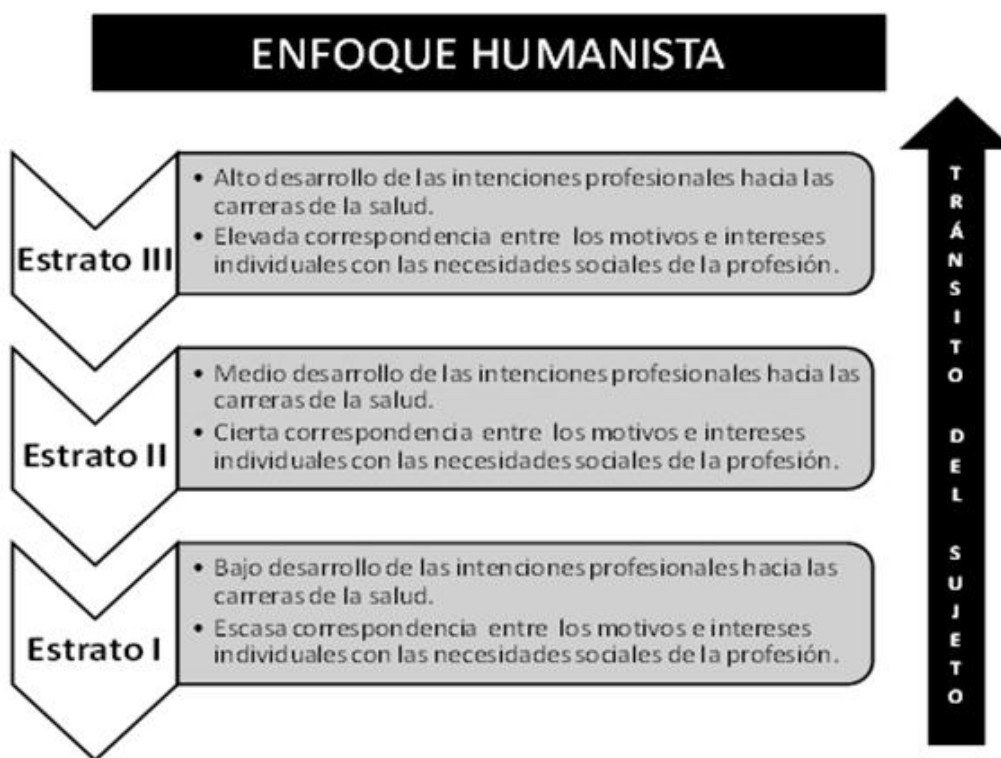 ENFOQUE HUMANISTA
Estrato III
• Alto desarrollo de las intenciones profesionales hacia las
carreras de la salud.
• Elevada correspondencia entre los motivos e intereses
individuales con las necesidades sociales de la profesión.
Estrato II
• Medio desarrollo de las intenciones profesionales hacia las
carreras de la salud.
• Cierta correspondencia entre los motivos e intereses
individuales con las necesidades sociales de la profesión.
Estrato I
• Bajo desarrollo de las intenciones profesionales hacia las
carreras de la salud.
• Escasa correspondencia entre los motivos e intereses
individuales con las necesidades sociales de la profesión.
TRÁNSITO DEL SUJETO